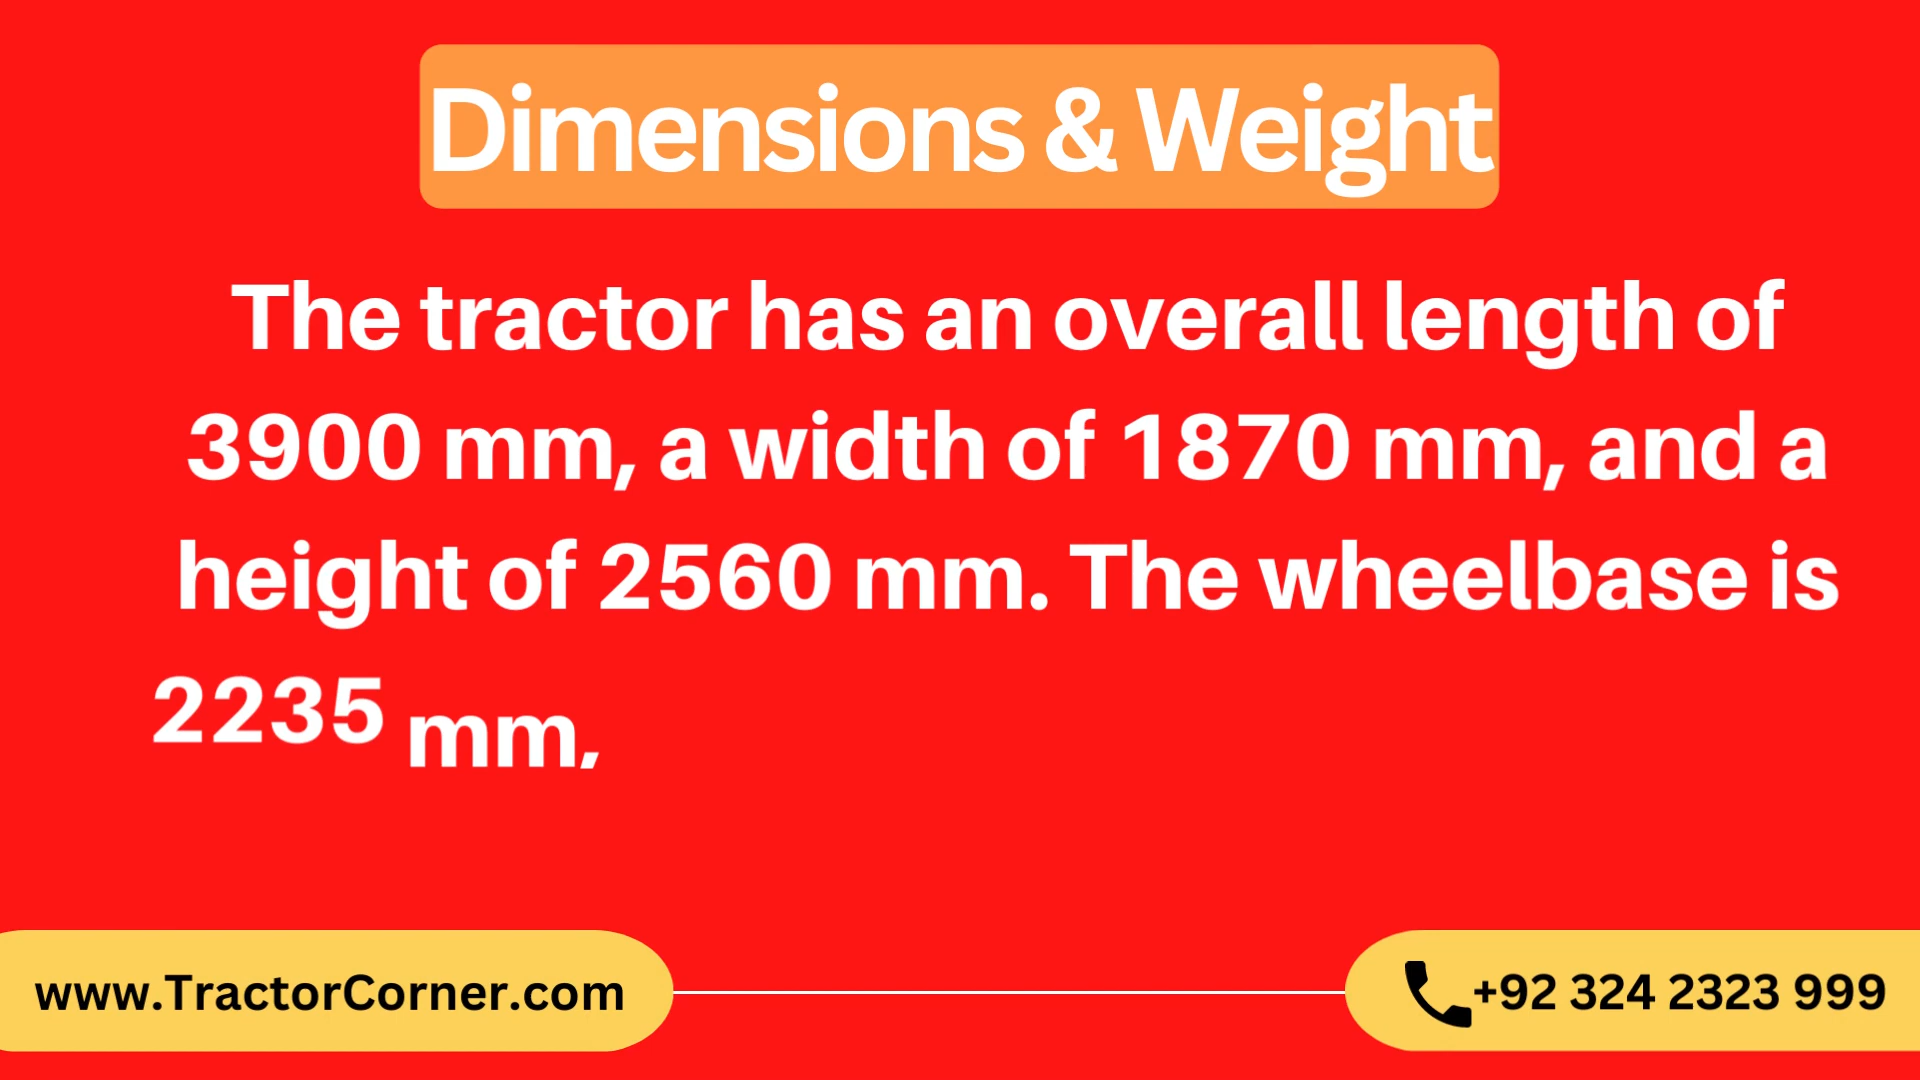 Dimensions & Weight
The tractor has an overall length of
3900 mm, a width of 1870 mm, and a
height of 2560 mm. The wheelbase is
2235 mm,
www.TractorCorner.com
+92 324 2323 999